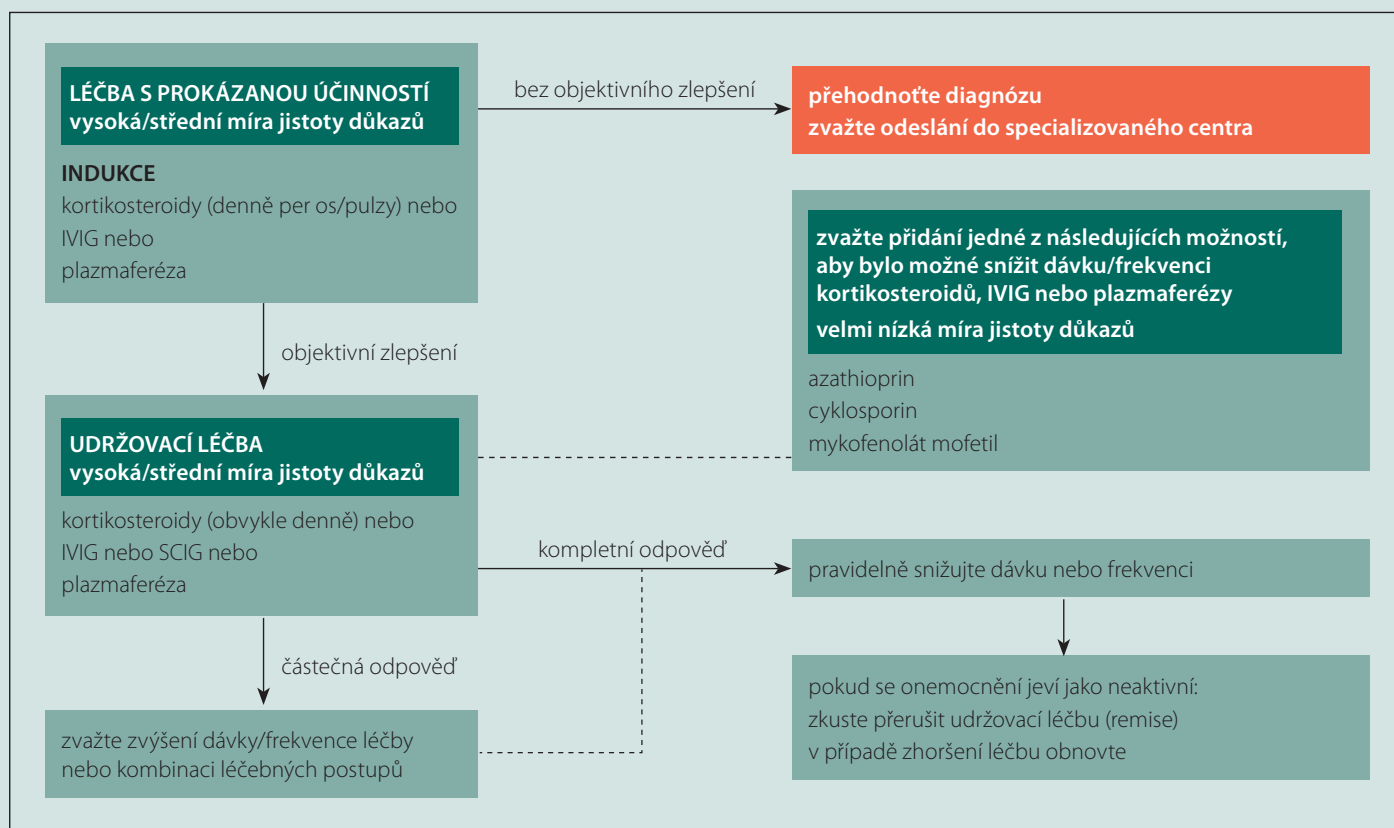 LÉČBA S PROKÁZANOU ÚČINNOSTÍ
vysoká/střední míra jistoty důkazů
INDUKCE
kortikosteroidy (denně per os/pulzy) nebo
IVIG nebo
plazmaferéza
bez objektivního zlepšení
přehodnoťte diagnózu
zvažte odeslání do specializovaného centra
objektivní zlepšení
zvažte přidání jedné z následujících možností,
aby bylo možné snížit dávku/frekvenci
kortikosteroidů, IVIG nebo plazmaferézy
velmi nízká míra jistoty důkazů
azathioprin
cyklosporin
mykofenolát mofetil
UDRŽOVACÍ LÉČBA
vysoká/střední míra jistoty důkazů
kortikosteroidy (obvykle denně) nebo
IVIG nebo SCIG nebo
plazmaferéza
kompletní odpověď
pravidelně snižujte dávku nebo frekvenci
částečná odpověď
zvažte zvýšení dávky/frekvence léčby
nebo kombinaci léčebných postupů
pokud se onemocnění jeví jako neaktivní:
zkuste přerušit udržovací léčbu (remise)
v případě zhoršení léčbu obnovte